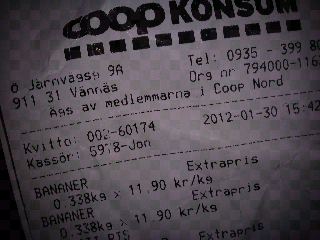 coop KONSUM
Ö Järnvägsg 9A
911 31 Vännäs
Tel: 0935 - 399 80
Org nr 794000-116
Ägs av medlemmarna i Coop Nord
Kvitto: 002-60174
2012-01-30 15:42
Kassör: 5978-Jon
Extrapris
BANANER
0.338kg x 11.90 kr/kg
Extrapris
BANANER
0.338kg x 11.90 kr/kg
Extrapris